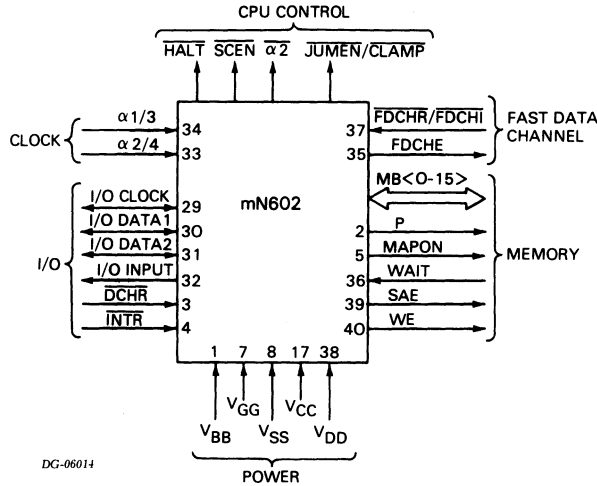 CPU CONTROL
HALT SCEN α2 JUMEN/CLAMP
CLOCK
α1/3 34
α2/4 33
I/O
I/O CLOCK 29
I/O DATA1 30
I/O DATA2 31
I/O INPUT 32
DCHR 3
INTR 4
mN602
37 FDCHR/FDCHI
35 FDCHE
FAST DATA
CHANNEL
MB<0-15>
2 P
5 MAPON
36 WAIT
39 SAE
40 WE
MEMORY
1 7 8 17 38
VBB VGG VSS VCC VDD
POWER
DG-06014